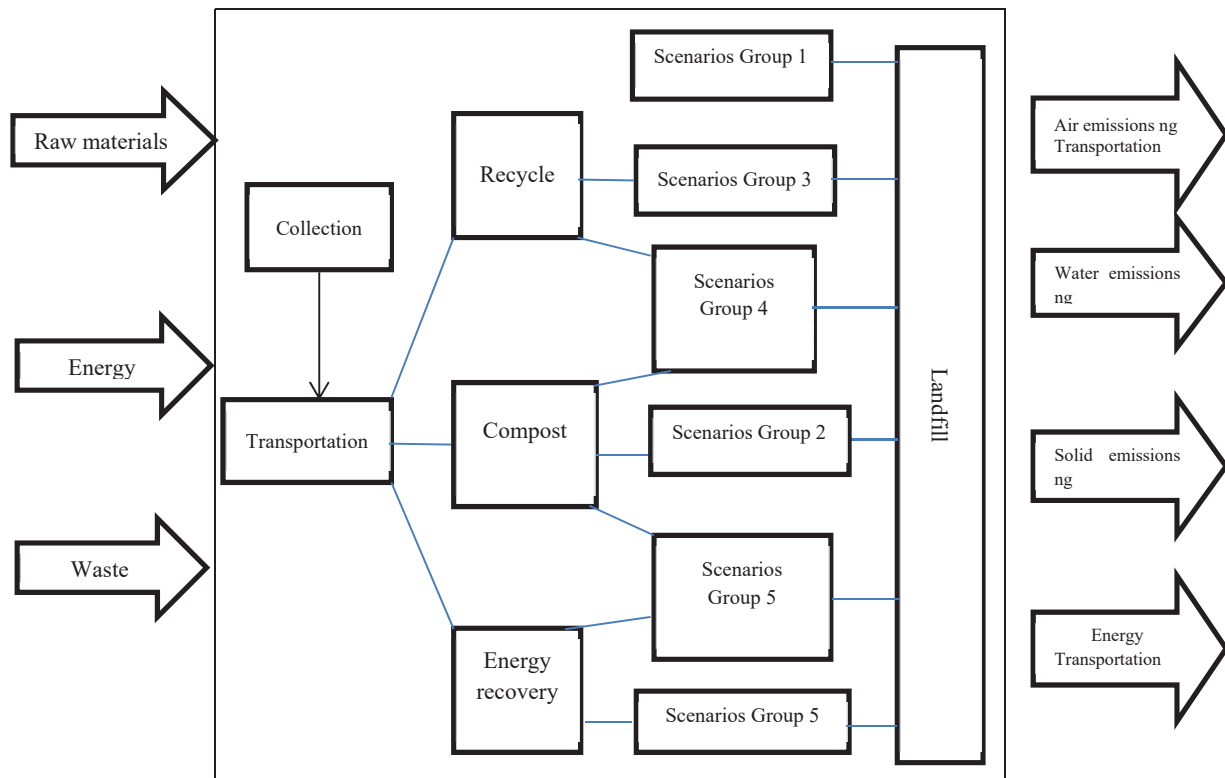 Raw materials
Energy
Waste
Collection
Transportation
Recycle
Compost
Energy
recovery
Scenarios Group 1
Scenarios Group 3
Scenarios
Group 4
Scenarios Group 2
Scenarios
Group 5
Scenarios Group 5
Landfill
Air emissions ng
Transportation
Water emissions
ng
Solid emissions
ng
Energy
Transportation